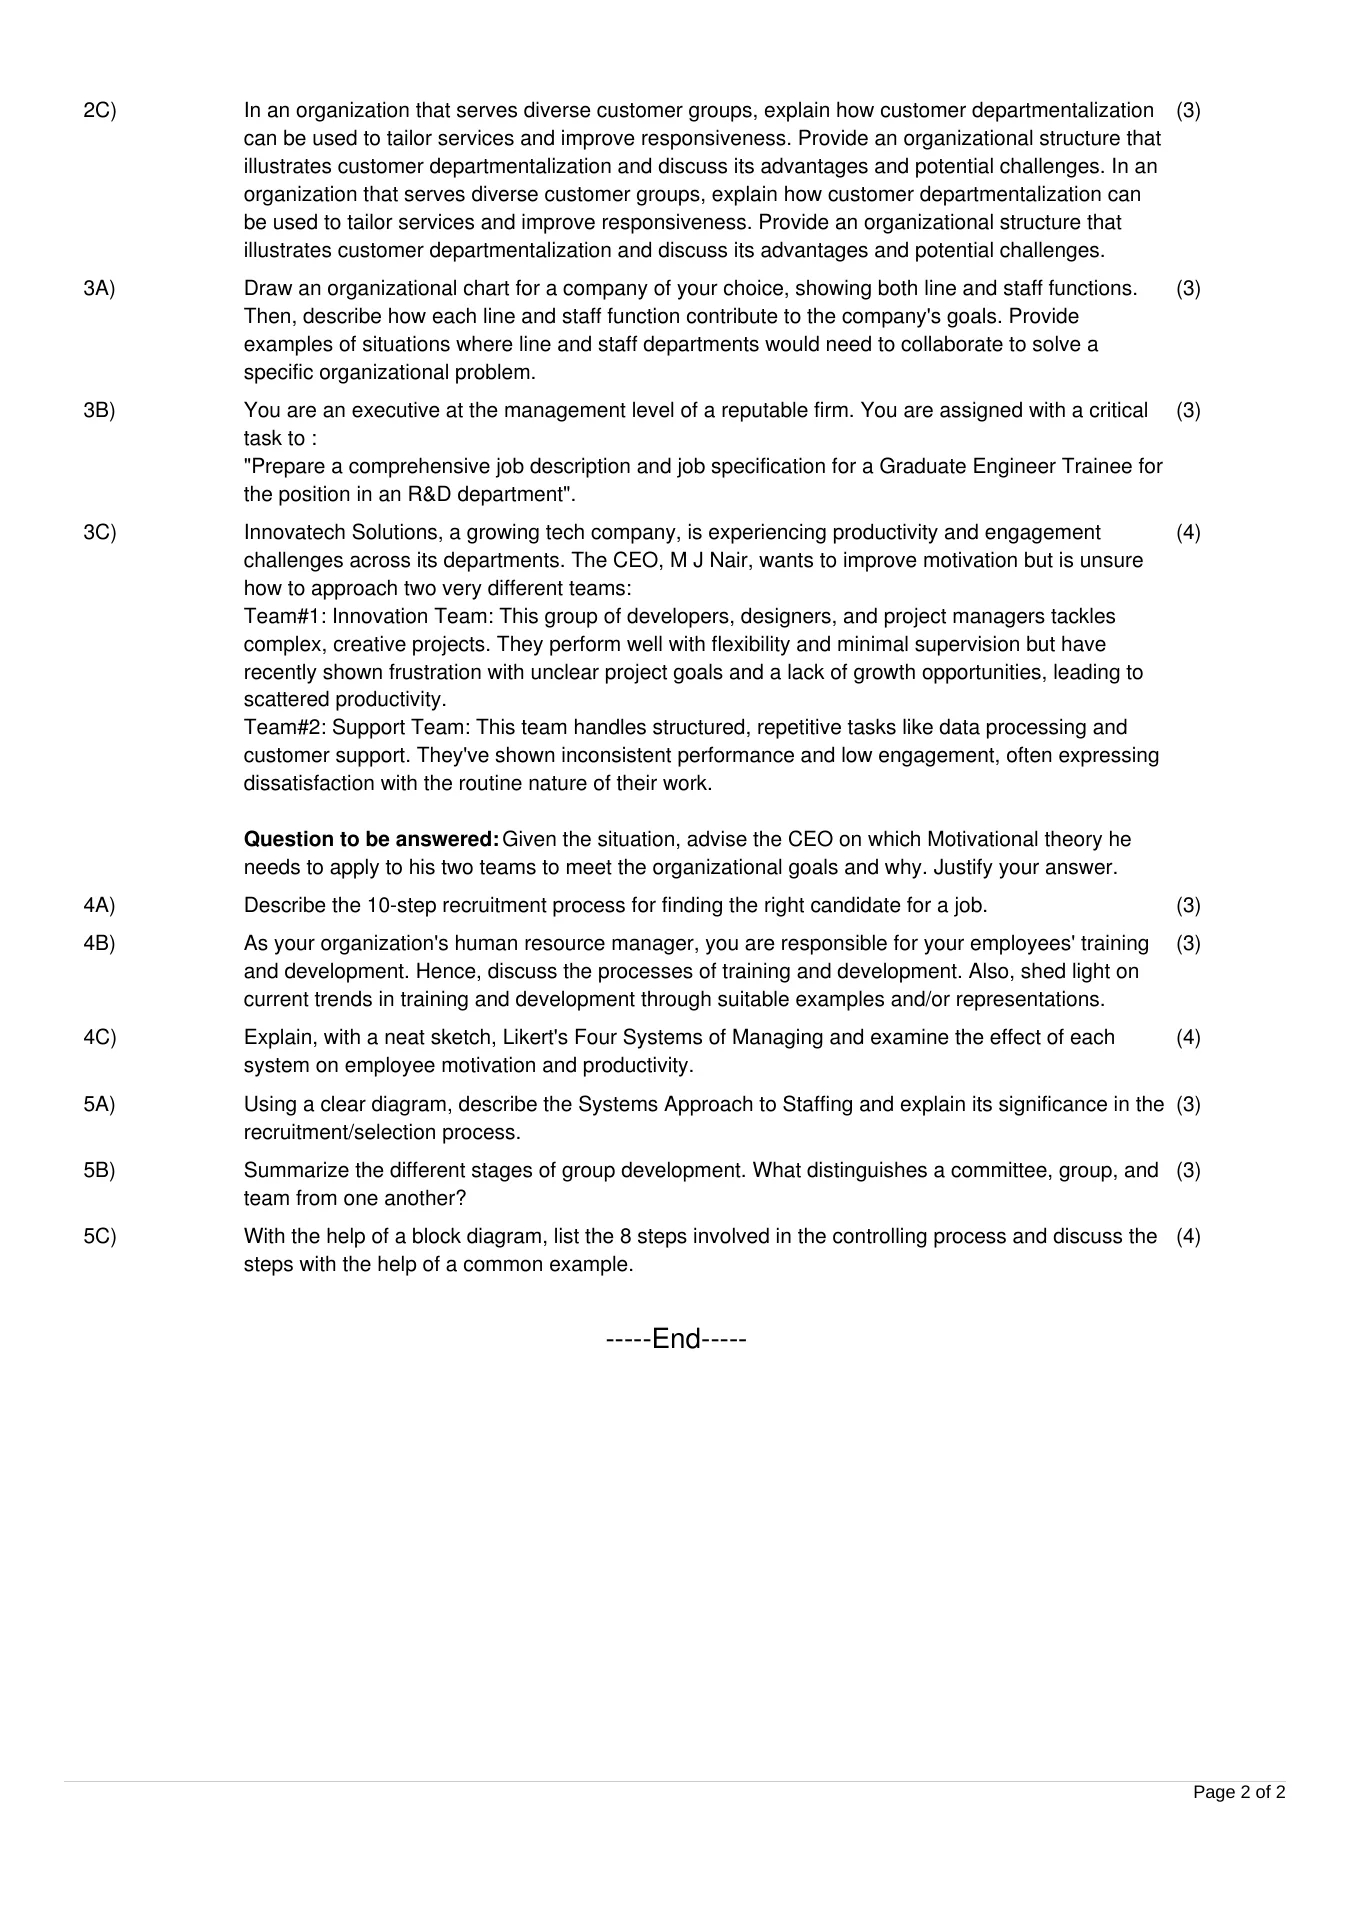 2C) In an organization that serves diverse customer groups, explain how customer departmentalization (3)
can be used to tailor services and improve responsiveness. Provide an organizational structure that
illustrates customer departmentalization and discuss its advantages and potential challenges. In an
organization that serves diverse customer groups, explain how customer departmentalization can
be used to tailor services and improve responsiveness. Provide an organizational structure that
illustrates customer departmentalization and discuss its advantages and potential challenges.
3A) Draw an organizational chart for a company of your choice, showing both line and staff functions. (3)
Then, describe how each line and staff function contribute to the company's goals. Provide
examples of situations where line and staff departments would need to collaborate to solve a
specific organizational problem.
3B) You are an executive at the management level of a reputable firm. You are assigned with a critical (3)
task to :
"Prepare a comprehensive job description and job specification for a Graduate Engineer Trainee for
the position in an R&D department".
3C) Innovatech Solutions, a growing tech company, is experiencing productivity and engagement (4)
challenges across its departments. The CEO, M J Nair, wants to improve motivation but is unsure
how to approach two very different teams:
Team#1: Innovation Team: This group of developers, designers, and project managers tackles
complex, creative projects. They perform well with flexibility and minimal supervision but have
recently shown frustration with unclear project goals and a lack of growth opportunities, leading to
scattered productivity.
Team#2: Support Team: This team handles structured, repetitive tasks like data processing and
customer support. They've shown inconsistent performance and low engagement, often expressing
dissatisfaction with the routine nature of their work.
Question to be answered: Given the situation, advise the CEO on which Motivational theory he
needs to apply to his two teams to meet the organizational goals and why. Justify your answer.
4A) Describe the 10-step recruitment process for finding the right candidate for a job. (3)
4B) As your organization's human resource manager, you are responsible for your employees' training (3)
and development. Hence, discuss the processes of training and development. Also, shed light on
current trends in training and development through suitable examples and/or representations.
4C) Explain, with a neat sketch, Likert's Four Systems of Managing and examine the effect of each (4)
system on employee motivation and productivity.
5A) Using a clear diagram, describe the Systems Approach to Staffing and explain its significance in the (3)
recruitment/selection process.
5B) Summarize the different stages of group development. What distinguishes a committee, group, and (3)
team from one another?
5C) With the help of a block diagram, list the 8 steps involved in the controlling process and discuss the (4)
steps with the help of a common example.
-----End-----
Page 2 of 2